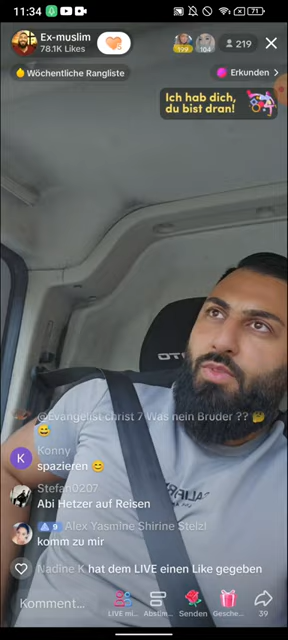 11:34
71
Ex-muslim
78.1K Likes
199
104
219
Wöchentliche Rangliste
Erkunden
Ich hab dich,
du bist dran!
@Evangelist christ 7 Was nein Bruder ?? 🤔
😅
K
Konny
spazieren 😊
Stefan0207
Abi Hetzer auf Reisen
9 Alex Yasmine Shirine Stelzl
komm zu mir
Nadine K hat dem LIVE einen Like gegeben
Komment...
LIVE mi...
Abstim...
Senden
Gesche...
39